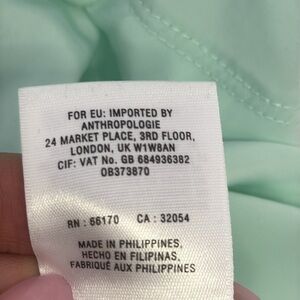 FOR EU: IMPORTED BY
ANTHROPOLOGIE
24 MARKET PLACE, 3RD FLOOR,
LONDON, UK W1W8AN
CIF: VAT No. GB 684936382
0B373870
RN : 66170 CA : 32054
MADE IN PHILIPPINES,
HECHO EN FILIPINAS,
FABRIQUÉ AUX PHILIPPINES